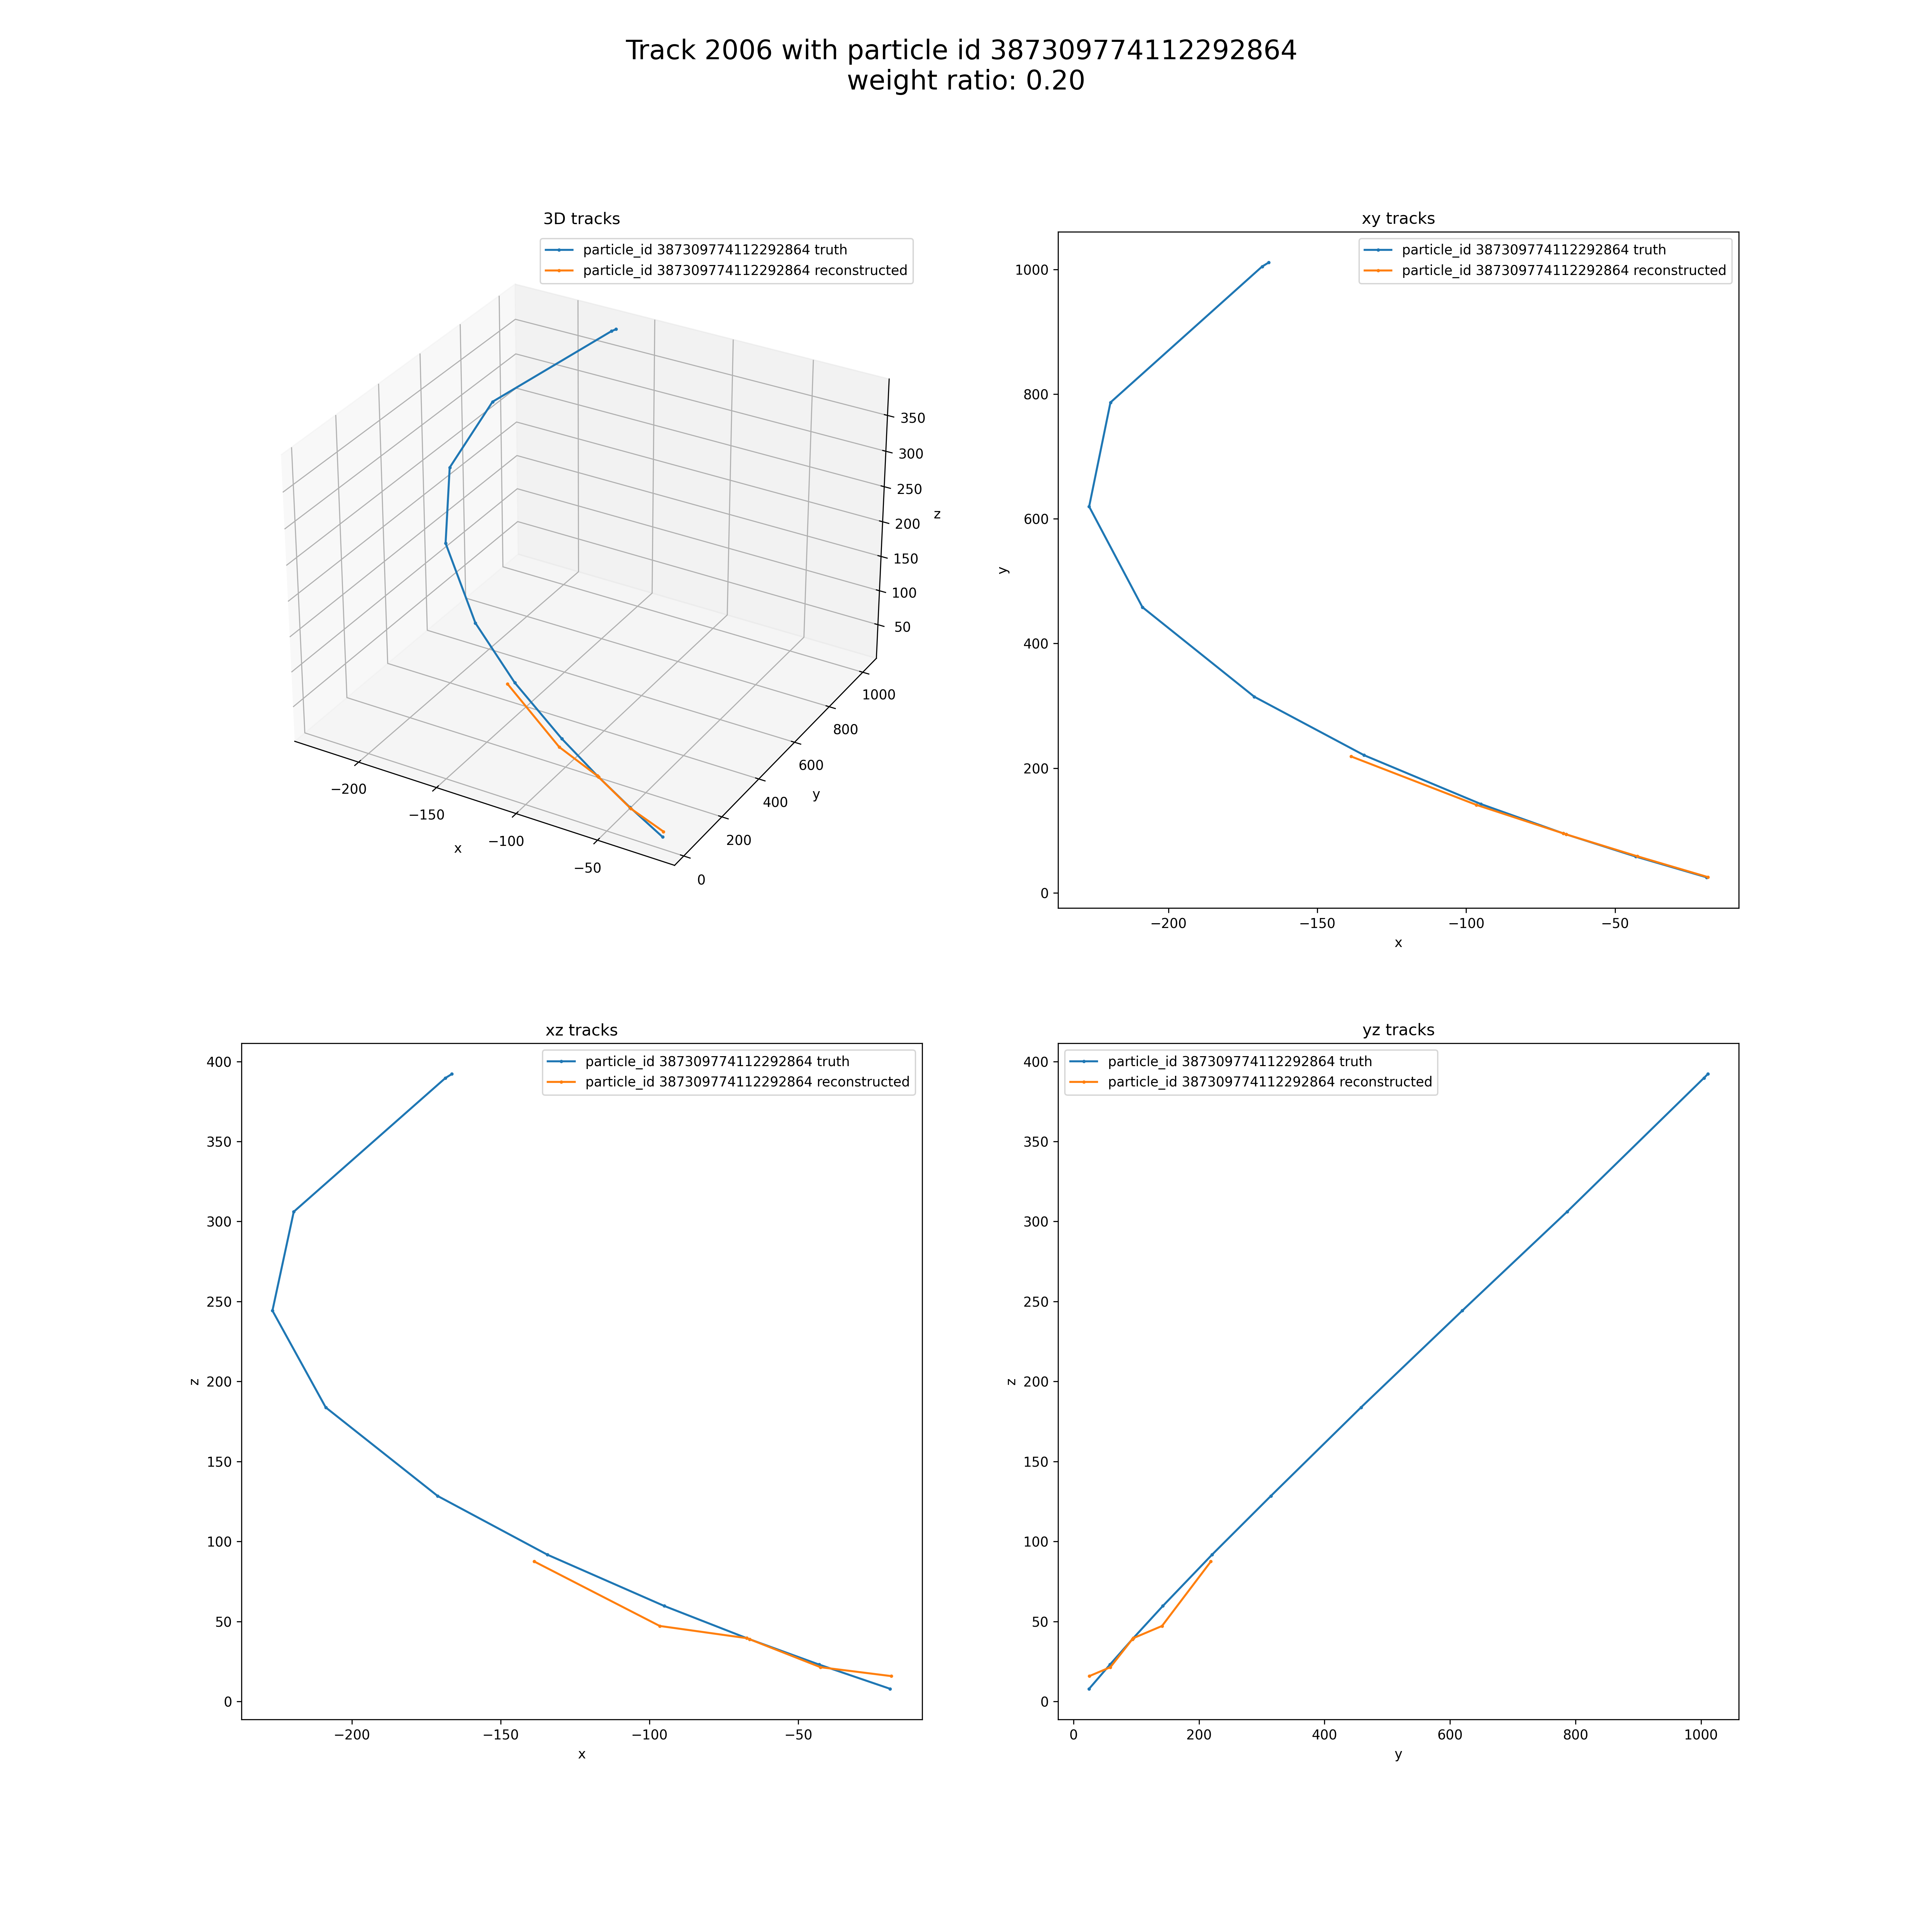 Track 2006 with particle id 387309774112292864
weight ratio: 0.20
3D tracks
particle_id 387309774112292864 truth
particle_id 387309774112292864 reconstructed
350
300
250
200
150
100
50
z
1000
800
600
400
200
0
y
−200
−150
−100
−50
x
xy tracks
particle_id 387309774112292864 truth
particle_id 387309774112292864 reconstructed
1000
800
600
400
200
0
y
−200 −150 −100 −50
x
xz tracks
particle_id 387309774112292864 truth
particle_id 387309774112292864 reconstructed
400
350
300
250
200
150
100
50
0
z
−200 −150 −100 −50
x
yz tracks
particle_id 387309774112292864 truth
particle_id 387309774112292864 reconstructed
400
350
300
250
200
150
100
50
0
z
0 200 400 600 800 1000
y